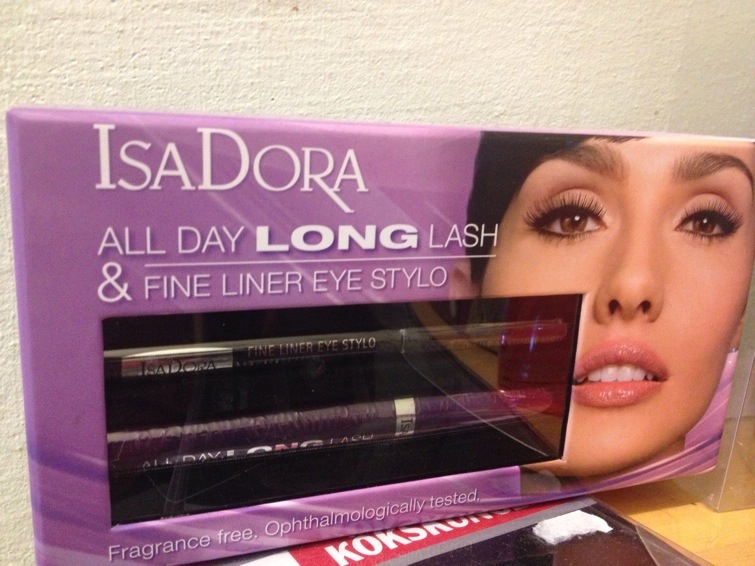 ISADORA
ALL DAY LONG LASH
& FINE LINER EYE STYLO
ISADORA FINE LINER EYE STYLO
ALL DAY LONG LASH
Fragrance free. Ophthalmologically tested.